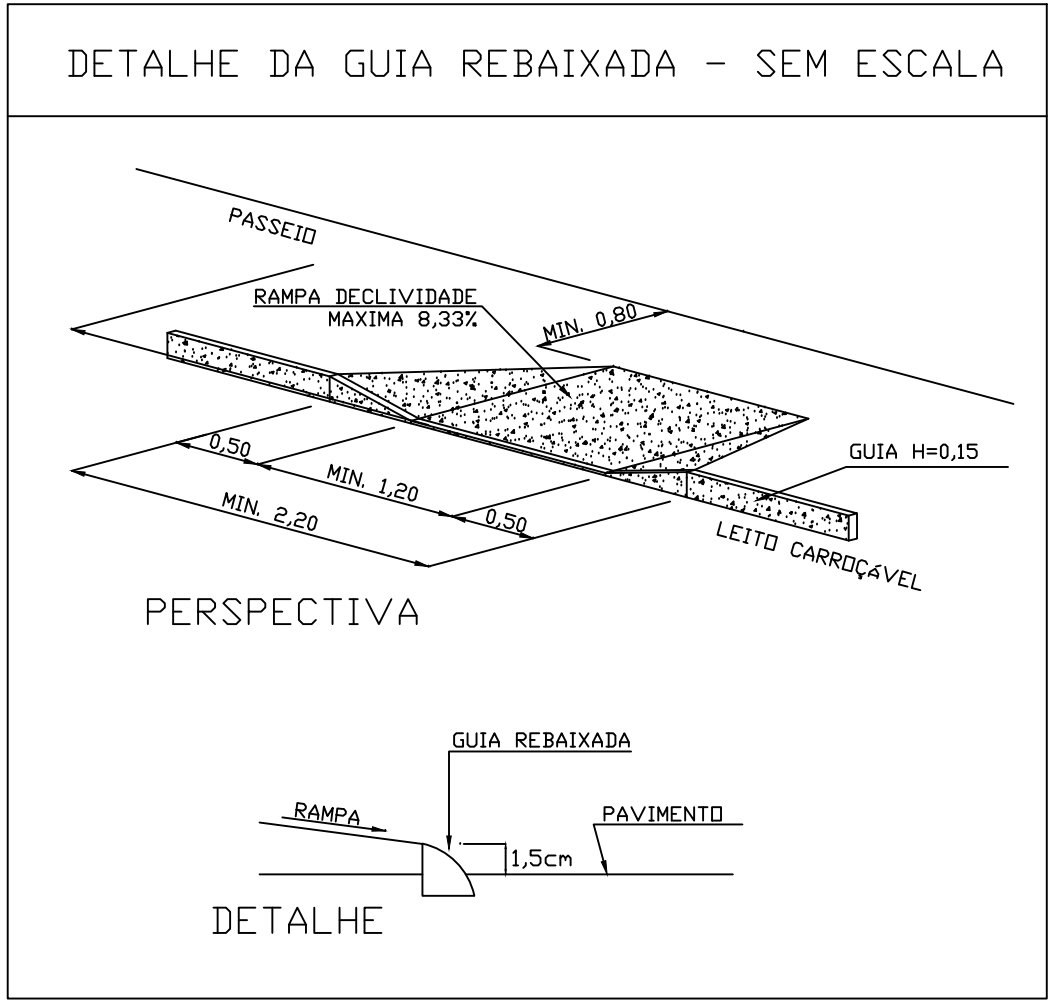 DETALHE DA GUIA REBAIXADA - SEM ESCALA
PASSEIO
RAMPA DECLIVIDADE
MAXIMA 8,33%
MIN. 0,80
0,50
MIN. 1,20
MIN. 2,20
0,50
GUIA H=0,15
LEITO CARROÇáVEL
PERSPECTIVA
GUIA REBAIXADA
RAMPA
PAVIMENTO
1,5cm
DETALHE